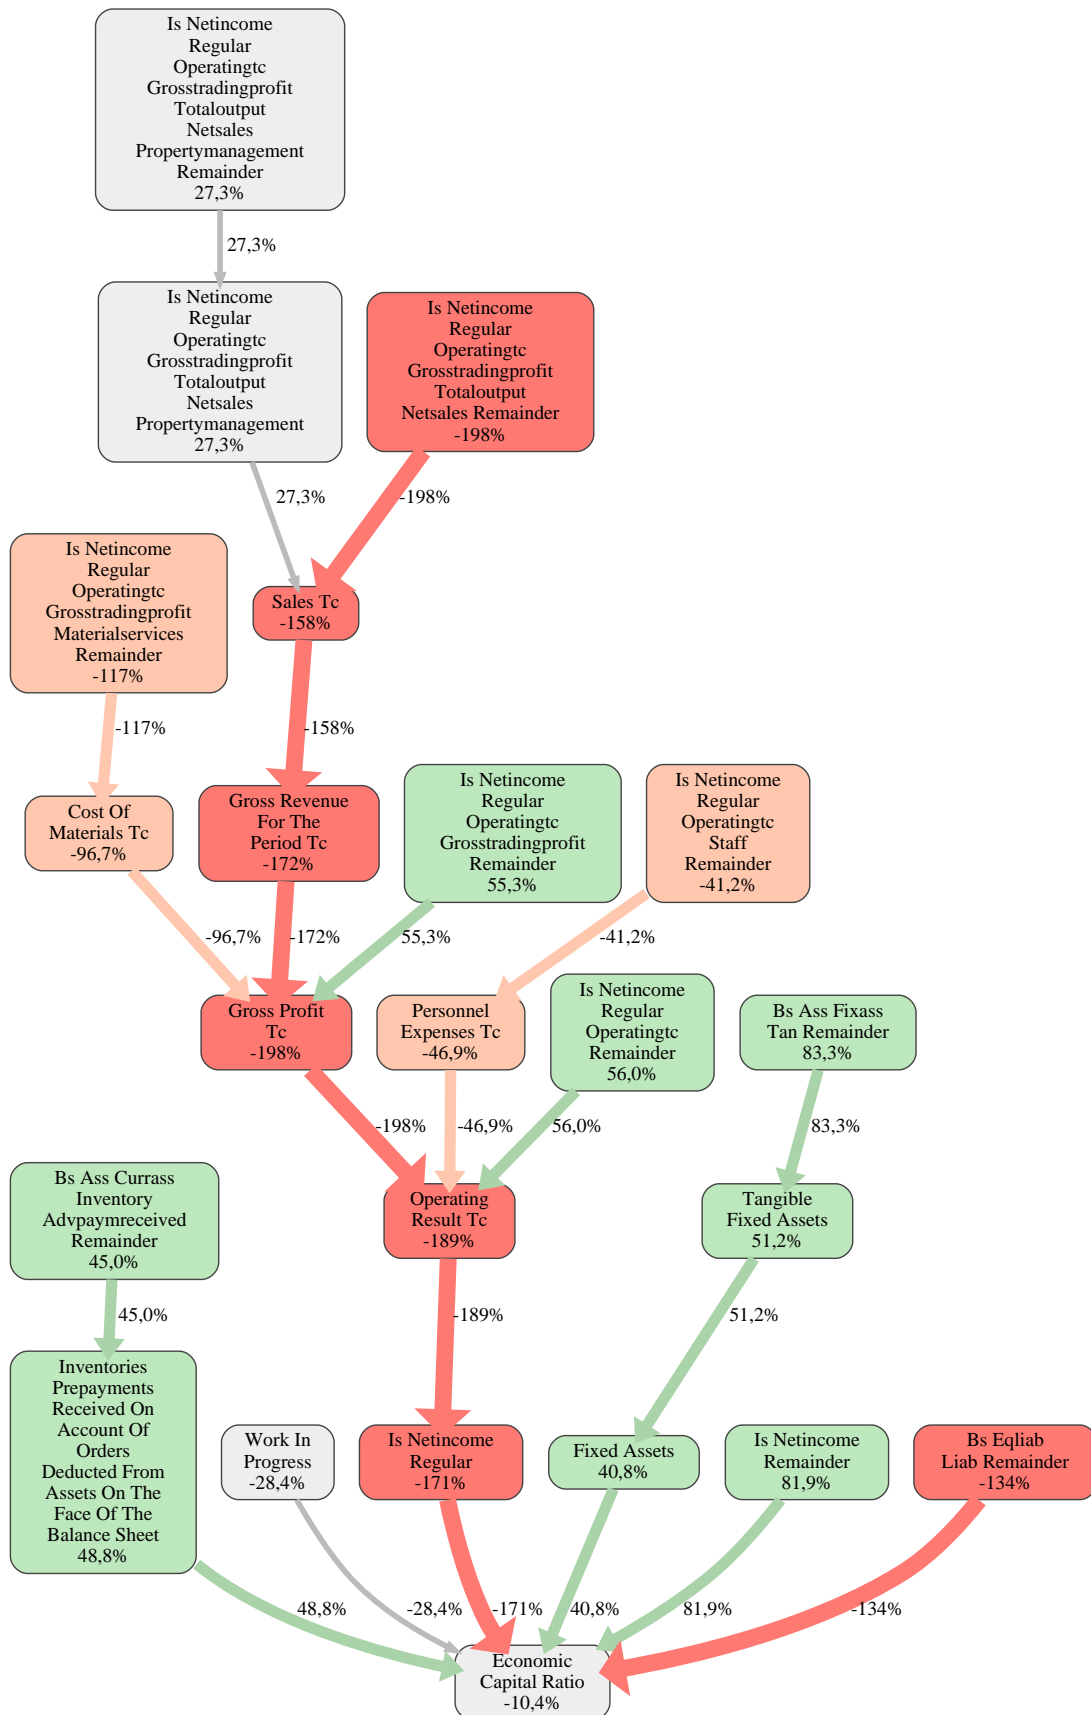 Is Netincome
Regular
Operatingtc
Grosstradingprofit
Totaloutput
Netsales
Propertymanagement
Remainder
27,3%
27,3%
Is Netincome
Regular
Operatingtc
Grosstradingprofit
Totaloutput
Netsales
Propertymanagement
27,3%
Is Netincome
Regular
Operatingtc
Grosstradingprofit
Totaloutput
Netsales Remainder
-198%
27,3%
-198%
Is Netincome
Regular
Operatingtc
Grosstradingprofit
Materialservices
Remainder
-117%
Sales Tc
-158%
-117%
-158%
Cost Of
Materials Tc
-96,7%
Gross Revenue
For The
Period Tc
-172%
Is Netincome
Regular
Operatingtc
Grosstradingprofit
Remainder
55,3%
Is Netincome
Regular
Operatingtc
Staff
Remainder
-41,2%
-96,7%
-172%
55,3%
-41,2%
Gross Profit
Tc
-198%
Personnel
Expenses Tc
-46,9%
Is Netincome
Regular
Operatingtc
Remainder
56,0%
Bs Ass Fixass
Tan Remainder
83,3%
-198%
-46,9%
56,0%
83,3%
Bs Ass Currass
Inventory
Advpaymreceived
Remainder
45,0%
Operating
Result Tc
-189%
Tangible
Fixed Assets
51,2%
45,0%
-189%
51,2%
Inventories
Prepayments
Received On
Account Of
Orders
Deducted From
Assets On The
Face Of The
Balance Sheet
48,8%
Work In
Progress
-28,4%
Is Netincome
Regular
-171%
Fixed Assets
40,8%
Is Netincome
Remainder
81,9%
Bs Eqliab
Liab Remainder
-134%
48,8%
-28,4%
-171%
40,8%
81,9%
-134%
Economic
Capital Ratio
-10,4%